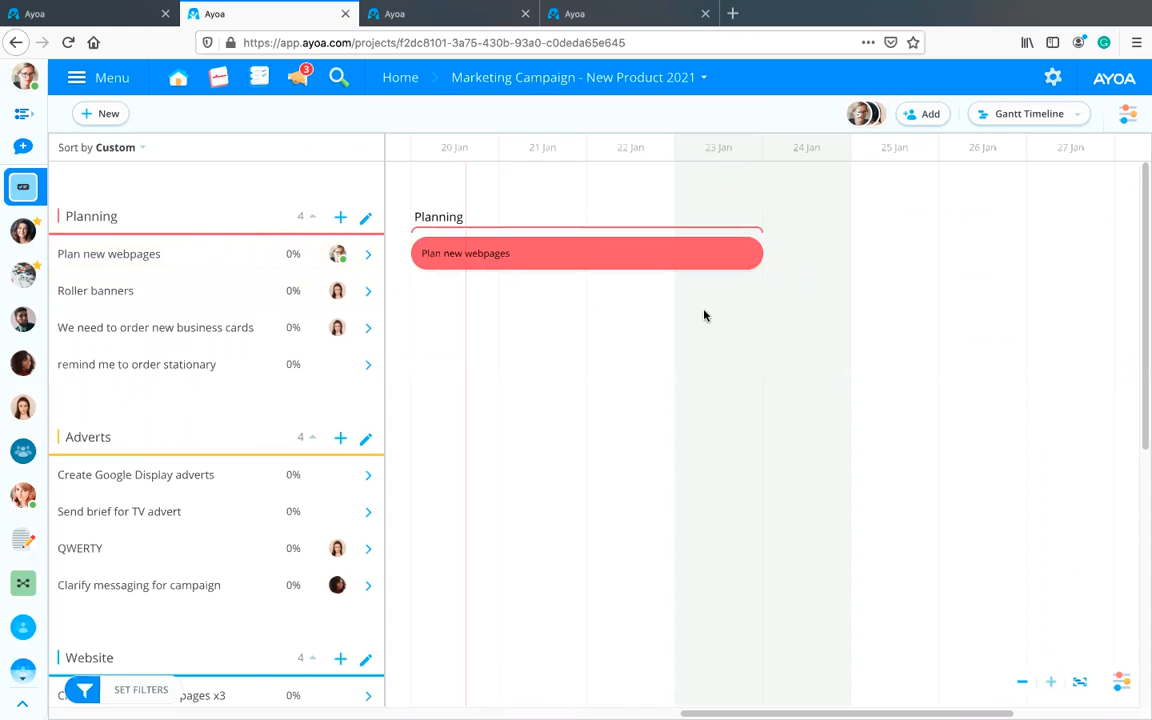 Ayoa
Ayoa
Ayoa
Ayoa
https://app.ayoa.com/projects/f2dc8101-3a75-430b-93a0-c0deda65e645
Menu
3
Home
Marketing Campaign - New Product 2021
AYOA
New
Add
Gantt Timeline
Sort by Custom
20 Jan
21 Jan
22 Jan
23 Jan
24 Jan
25 Jan
26 Jan
27 Jan
Planning 4
Planning
Plan new webpages 0%
Plan new webpages
Roller banners 0%
We need to order new business cards 0%
remind me to order stationary 0%
Adverts 4
Create Google Display adverts 0%
Send brief for TV advert 0%
QWERTY 0%
Clarify messaging for campaign 0%
Website 4
SET FILTERS
pages x3 0%